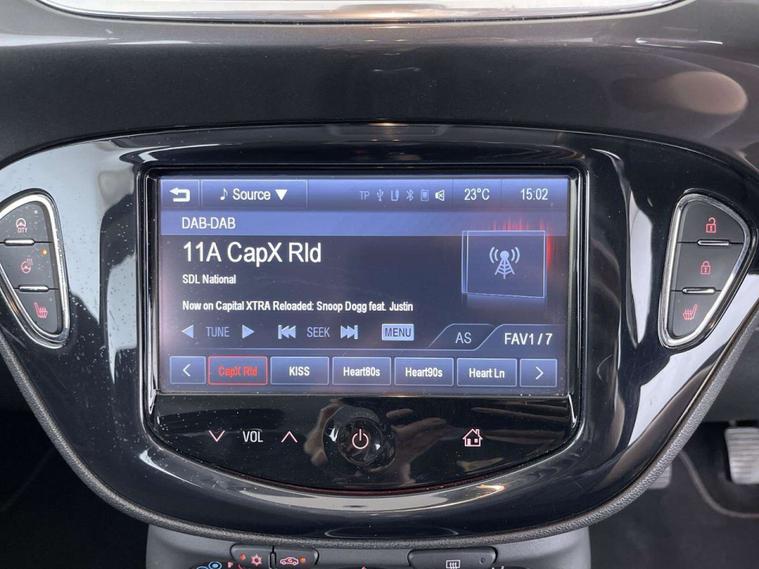 Source ▼ TP 23°C 15:02
DAB-DAB
11A CapX Rld
SDL National
Now on Capital XTRA Reloaded: Snoop Dogg feat. Justin
TUNE SEEK MENU AS FAV1 / 7
CapX Rld KISS Heart80s Heart90s Heart Ln
VOL
CITY